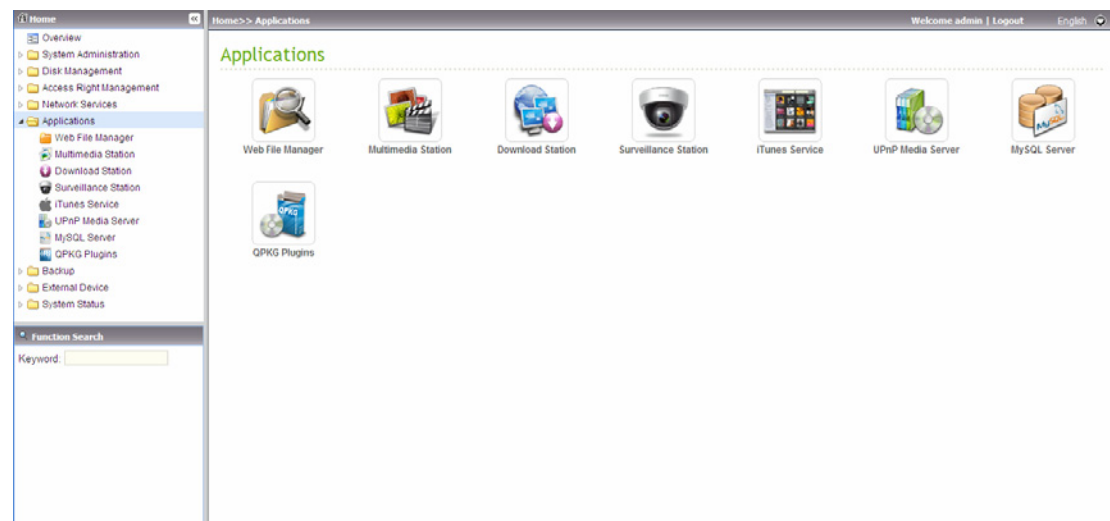 Home
Overview
System Administration
Disk Management
Access Right Management
Network Services
Applications
Web File Manager
Multimedia Station
Download Station
Surveillance Station
iTunes Service
UPnP Media Server
MySQL Server
QPKG Plugins
Backup
External Device
System Status
Function Search
Keyword:
Home>> Applications
Welcome admin | Logout English
Applications
Web File Manager Multimedia Station Download Station Surveillance Station iTunes Service UPnP Media Server MySQL Server
MySQL
QPKG
QPKG Plugins